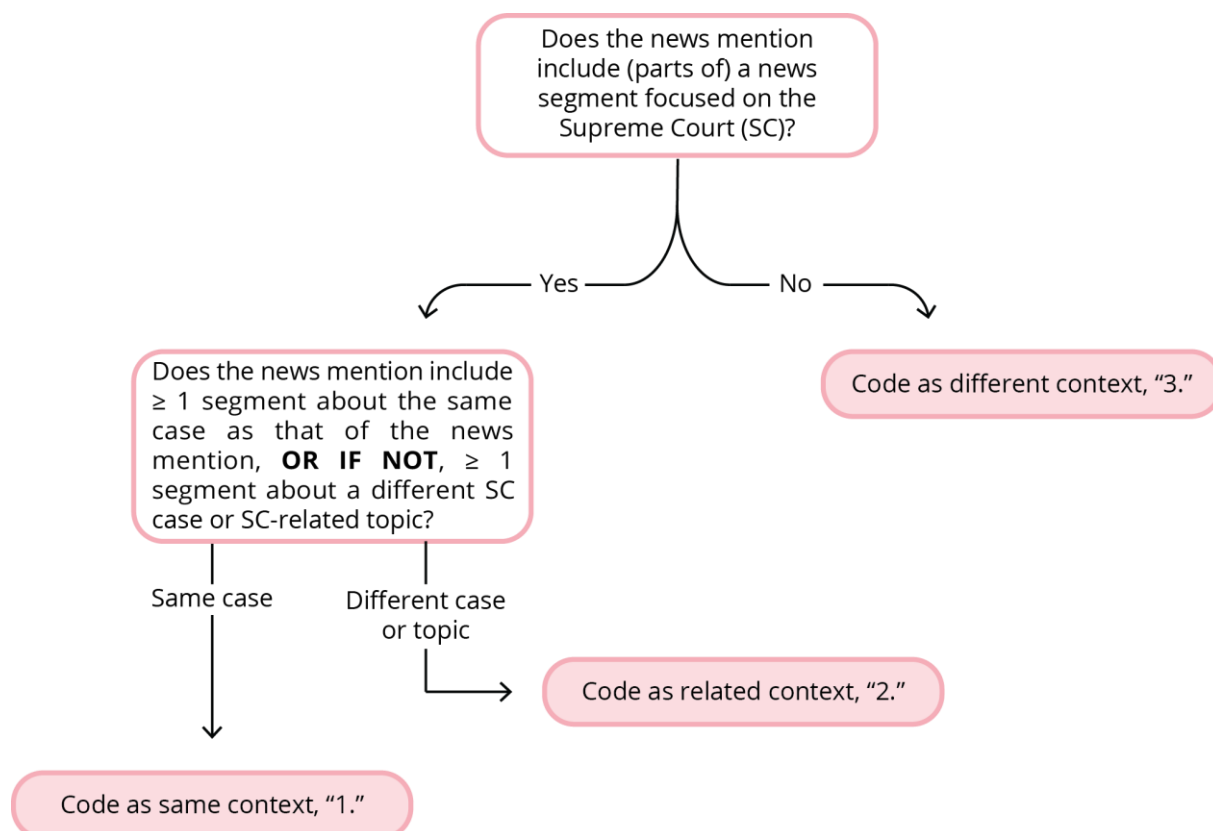 Does the news mention
include (parts of) a news
segment focused on the
Supreme Court (SC)?
Yes
No
Does the news mention include
≥ 1 segment about the same
case as that of the news
mention, OR IF NOT, ≥ 1
segment about a different SC
case or SC-related topic?
Code as different context, “3.”
Same case
Different case
or topic
Code as related context, “2.”
Code as same context, “1.”